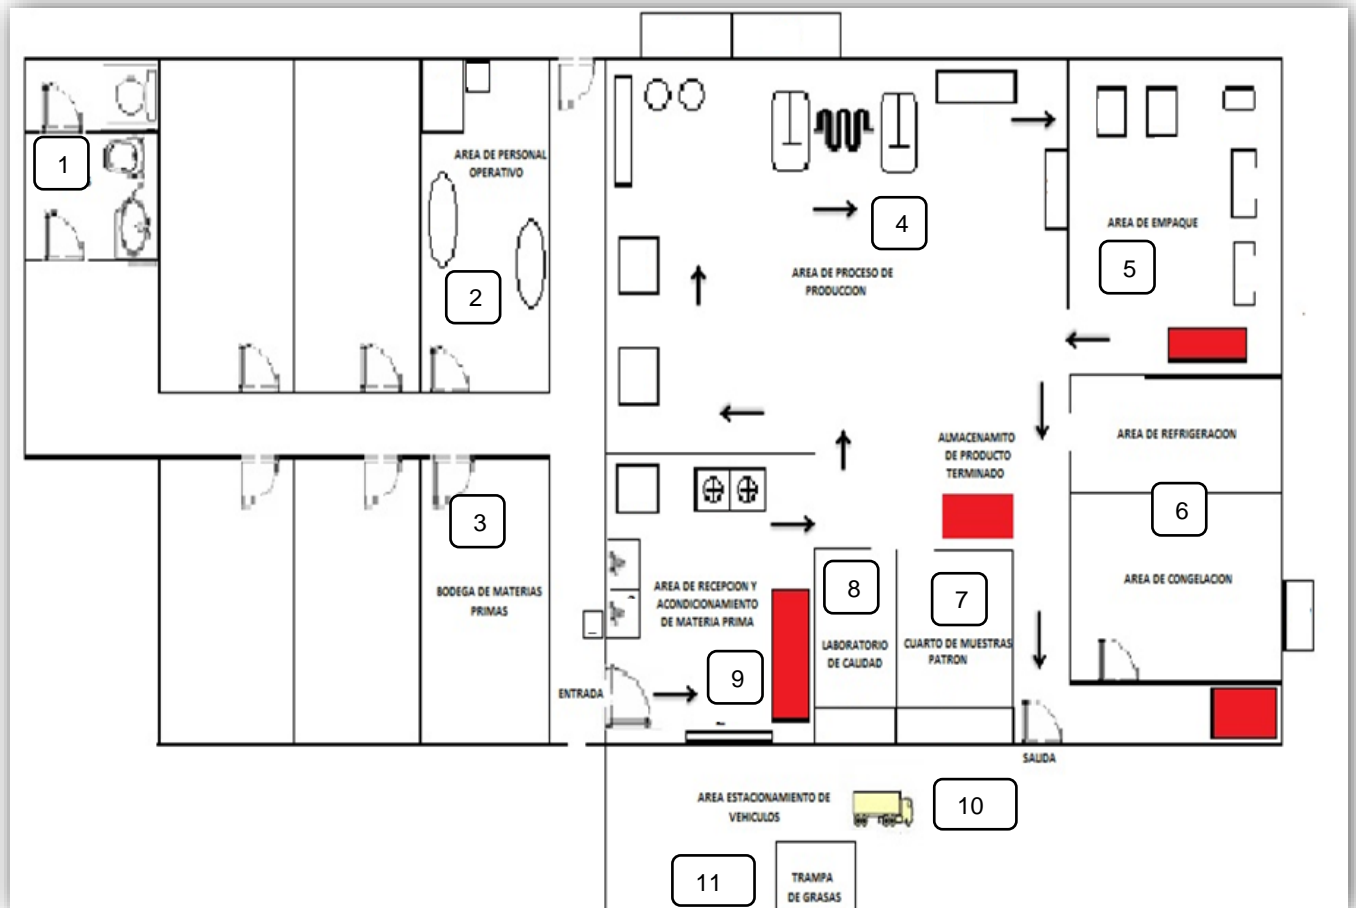 1
AREA DE PERSONAL
OPERATIVO
2
3
BODEGA DE MATERIAS
PRIMAS
4
AREA DE PROCESO DE
PRODUCCION
AREA DE EMPAQUE
5
AREA DE REFRIGERACION
6
AREA DE CONGELACION
ALMACENAMITO
DE PRODUCTO
TERMINADO
7
CUARTO DE MUESTRAS
PATRON
8
LABORATORIO
DE CALIDAD
AREA DE RECEPCION Y
ACONDICIONAMIENTO
DE MATERIA PRIMA
9
ENTRADA
SALIDA
AREA ESTACIONAMIENTO DE
VEHICULOS
10
11
TRAMPA
DE GRASAS